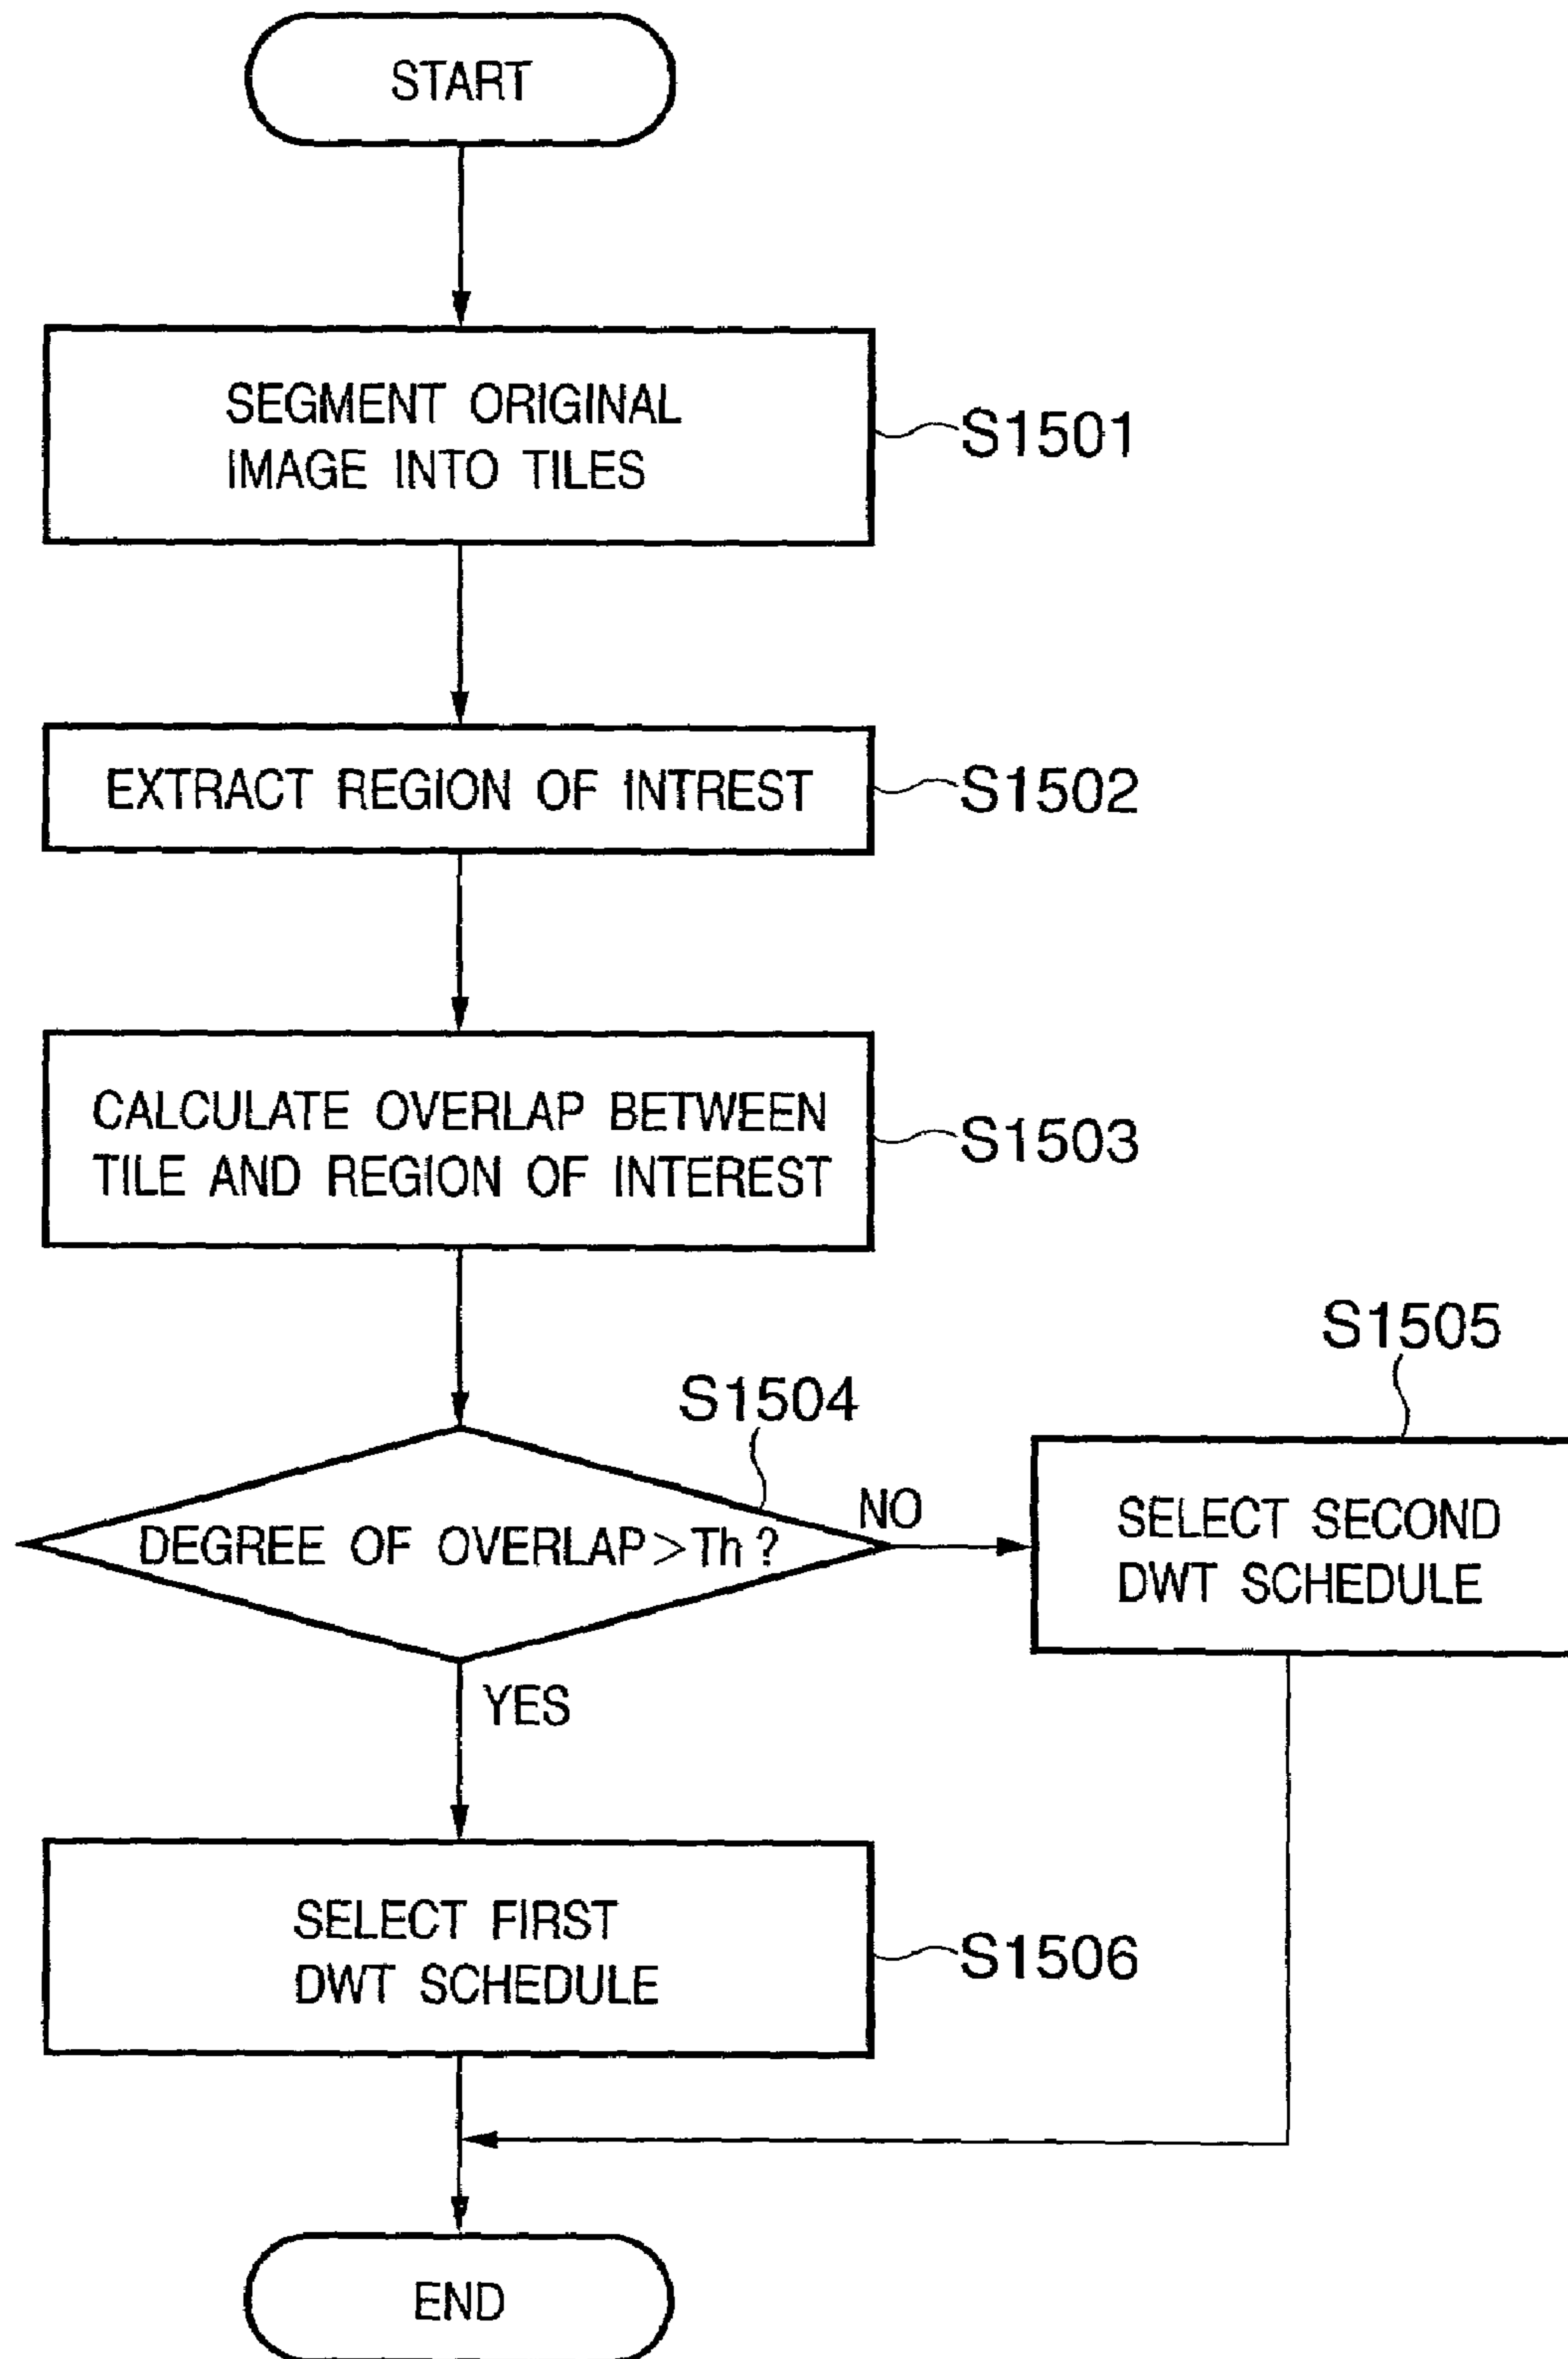 START
SEGMENT ORIGINAL
IMAGE INTO TILES
S1501
EXTRACT REGION OF INTREST
S1502
CALCULATE OVERLAP BETWEEN
TILE AND REGION OF INTEREST
S1503
S1504
DEGREE OF OVERLAP>Th?
NO
S1505
SELECT SECOND
DWT SCHEDULE
YES
SELECT FIRST
DWT SCHEDULE
S1506
END